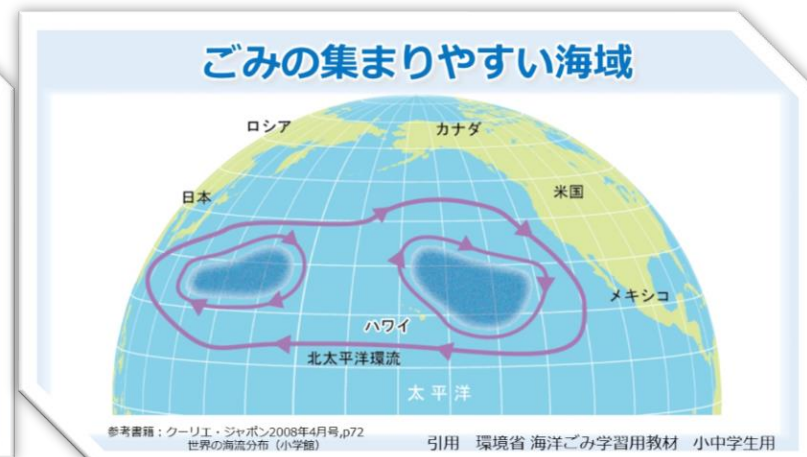 ごみの集まりやすい海域
ロシア
カナダ
日本
米国
メキシコ
ハワイ
北太平洋環流
太平洋
参考書籍：クーリエ・ジャポン2008年4月号,p72
世界の海流分布（小学館）
引用　環境省 海洋ごみ学習用教材　小中学生用